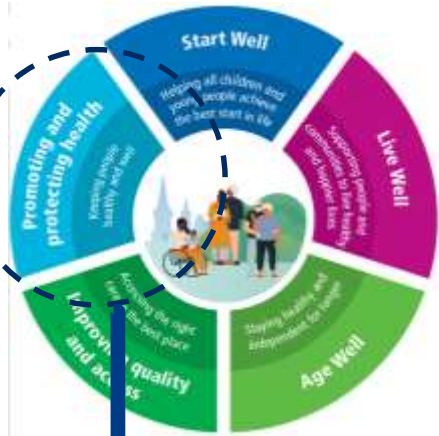 Start Well
Helping all children and
young people achieve
the best start in life
Live Well
Supporting people and
communities to live healthy
and happier lives
Age Well
Staying healthy and
independent for longer
Improving quality
and access
Accessing the right
care in the best place
Promoting and
protecting health
Keeping people
healthy and well